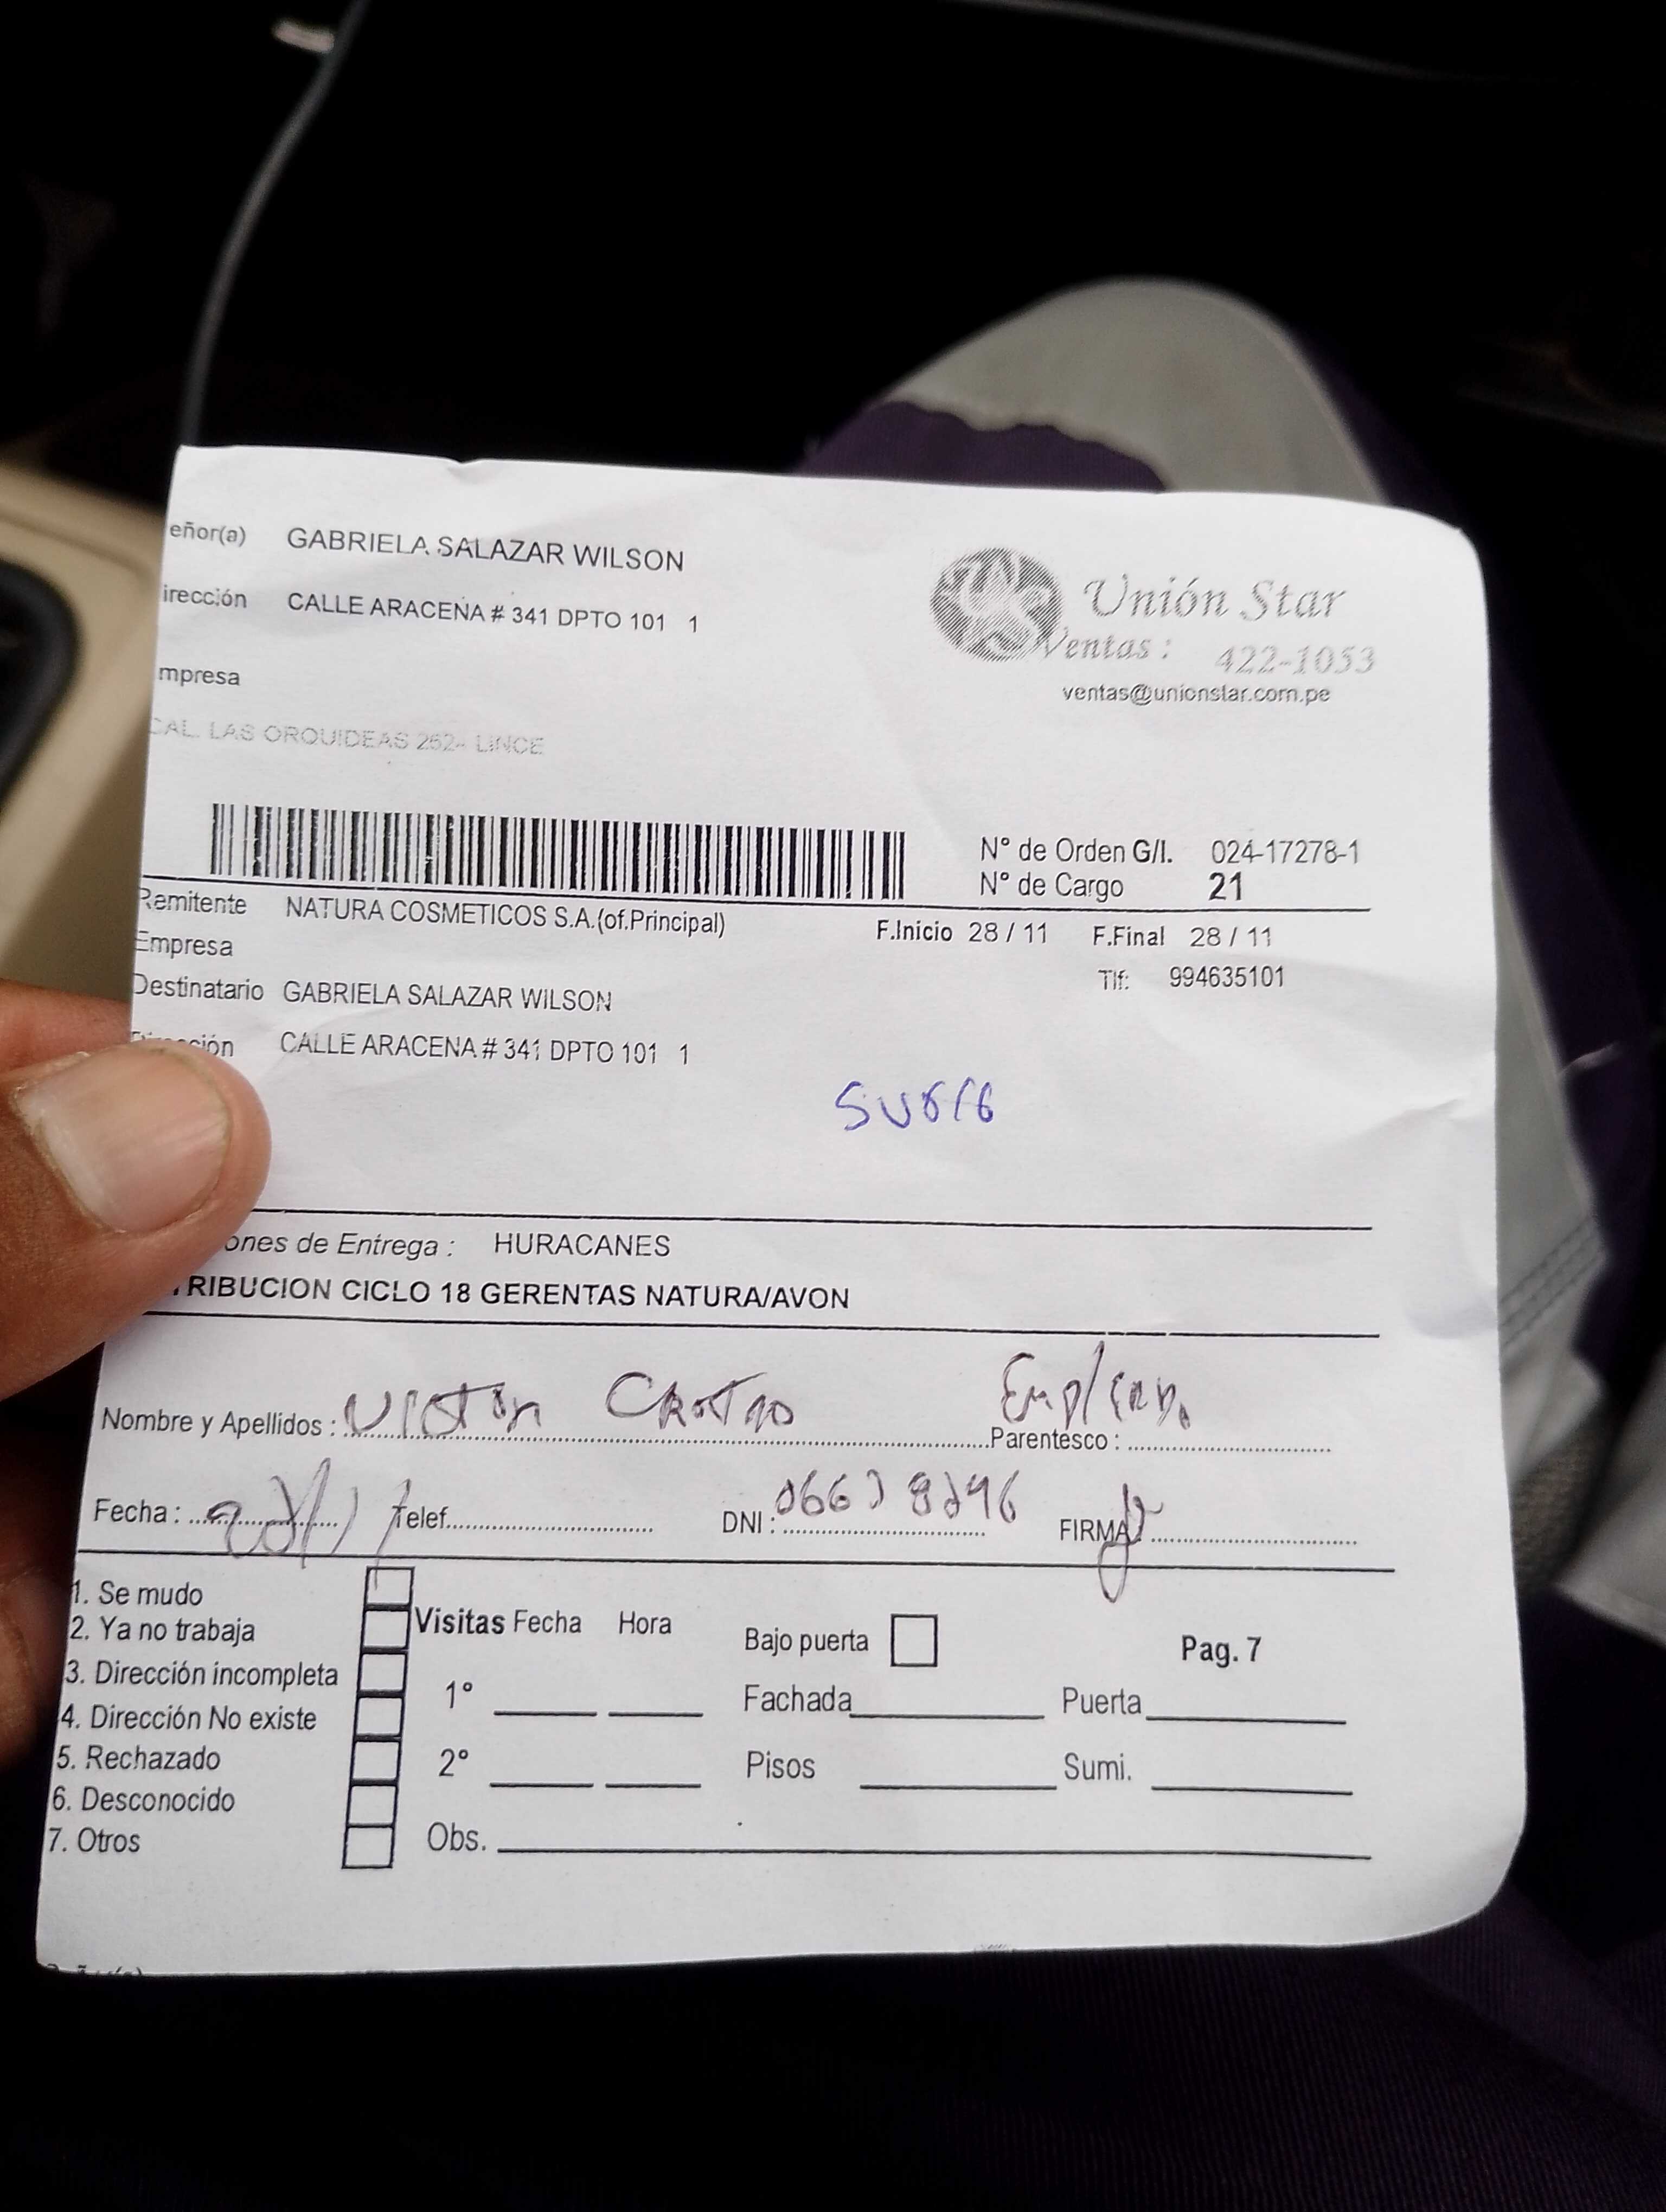 eñor(a) GABRIELA SALAZAR WILSON
irección CALLE ARACENA # 341 DPTO 101 1
mpresa
CAL. LAS ORQUIDEAS 262- LINCE
Unión Star
Ventas : 422-1053
ventas@unionstar.com.pe
N° de Orden G/I. 024-17278-1
N° de Cargo 21
Remitente NATURA COSMETICOS S.A.(of.Principal)
F.Inicio 28 / 11 F.Final 28 / 11
Empresa
Tlf: 994635101
Destinatario GABRIELA SALAZAR WILSON
ción CALLE ARACENA # 341 DPTO 101 1
ones de Entrega : HURACANES
RIBUCION CICLO 18 GERENTAS NATURA/AVON
Nombre y Apellidos : Victor Castro Parentesco :
Fecha : Telef. DNI : FIRMA :
1. Se mudo
2. Ya no trabaja
3. Dirección incompleta
4. Dirección No existe
5. Rechazado
6. Desconocido
7. Otros
Visitas Fecha Hora
1°
2°
Obs.
Bajo puerta
Fachada Puerta
Pisos Sumi.
Pag. 7